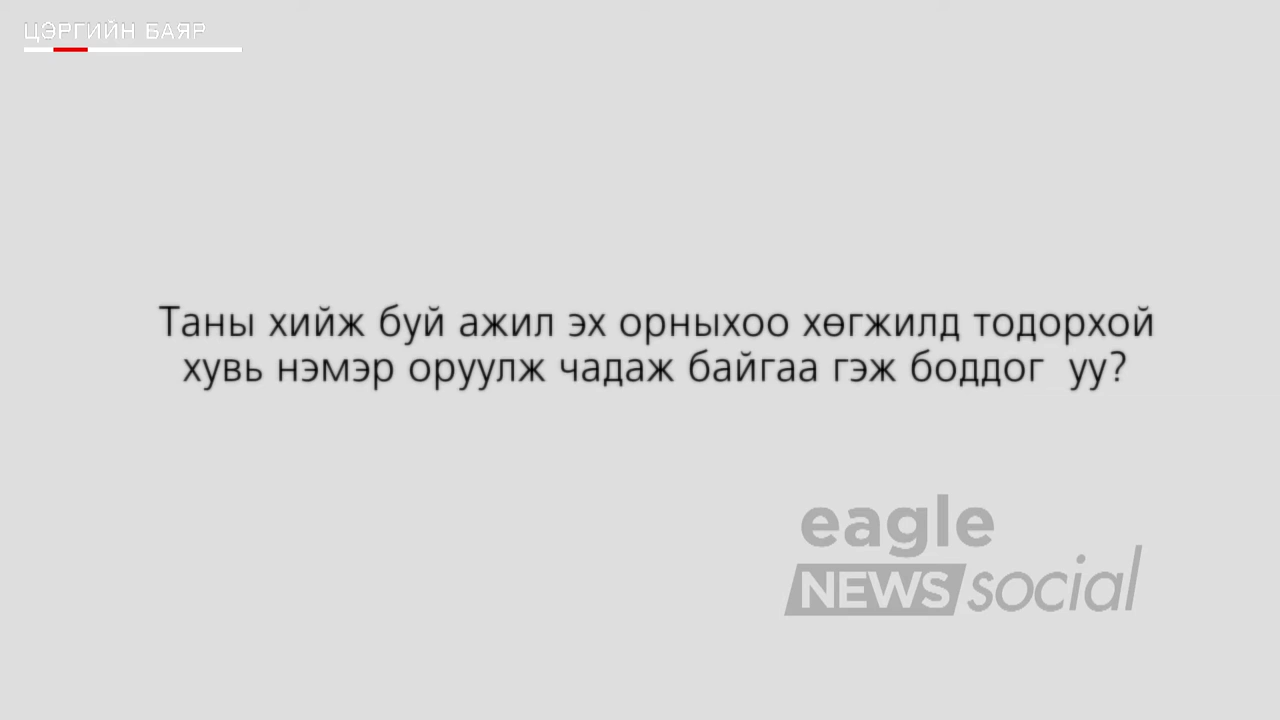 ЦЭРГИЙН БАЯР
Таны хийж буй ажил эх орныхоо хөгжилд тодорхой
хувь нэмэр оруулж чадаж байгаа гэж боддог уу?
eagle
NEWS social